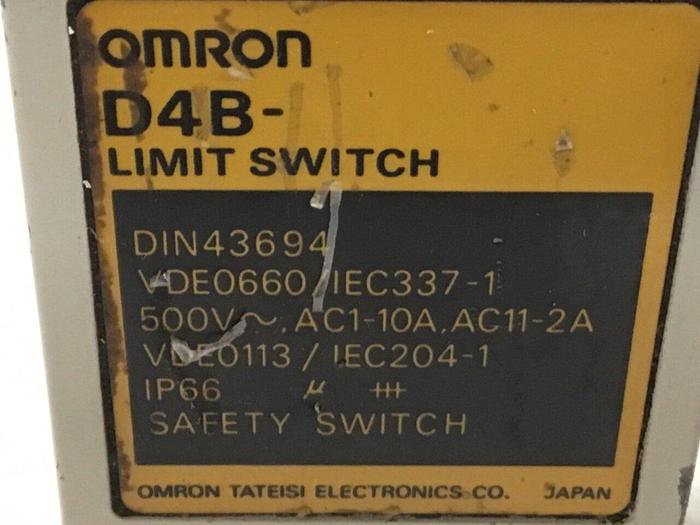 OMRON
D4B-
LIMIT SWITCH
DIN43694
VDE0660/IEC337-1
500V~, AC1-10A, AC11-2A
VDE0113/IEC204-1
IP66 µ
SAFETY SWITCH
OMRON TATEISI ELECTRONICS CO. JAPAN